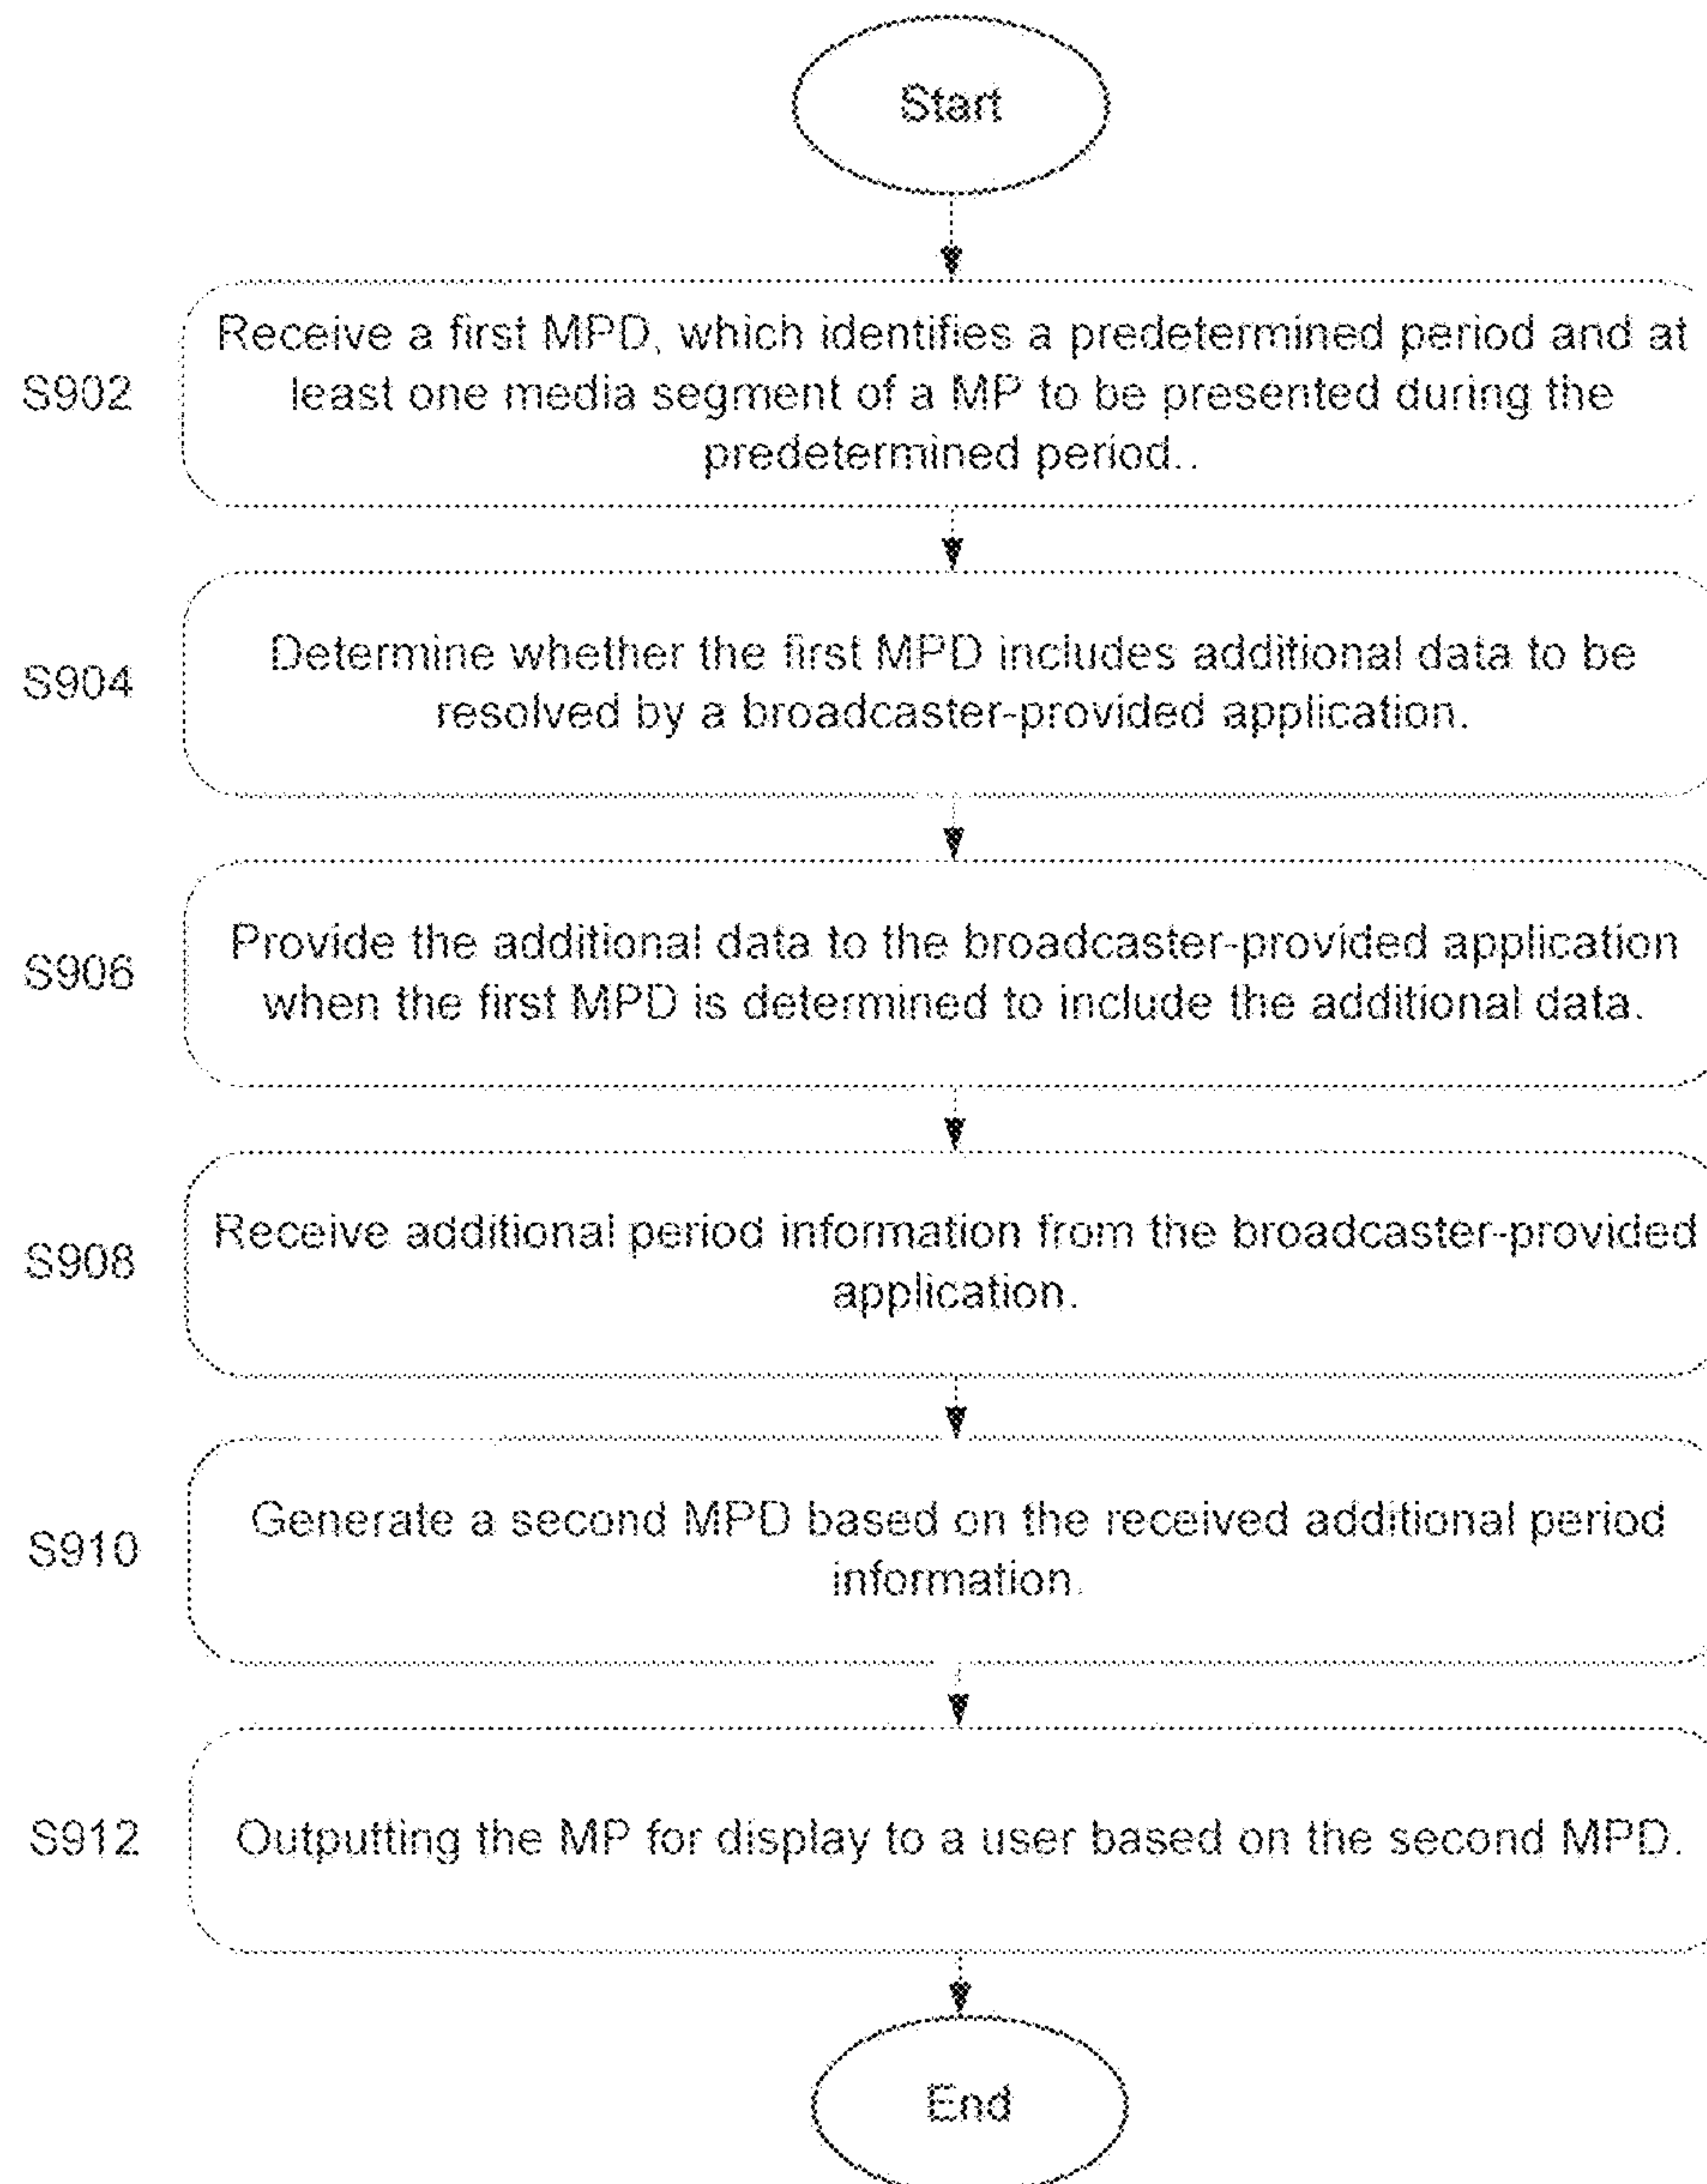 Start
S902
Receive a first MPD, which identifies a predetermined period and at
least one media segment of a MP to be presented during the
predetermined period..
S904
Determine whether the first MPD includes additional data to be
resolved by a broadcaster-provided application.
S906
Provide the additional data to the broadcaster-provided application
when the first MPD is determined to include the additional data.
S908
Receive additional period information from the broadcaster-provided
application.
S910
Generate a second MPD based on the received additional period
information.
S912
Outputting the MP for display to a user based on the second MPD.
End